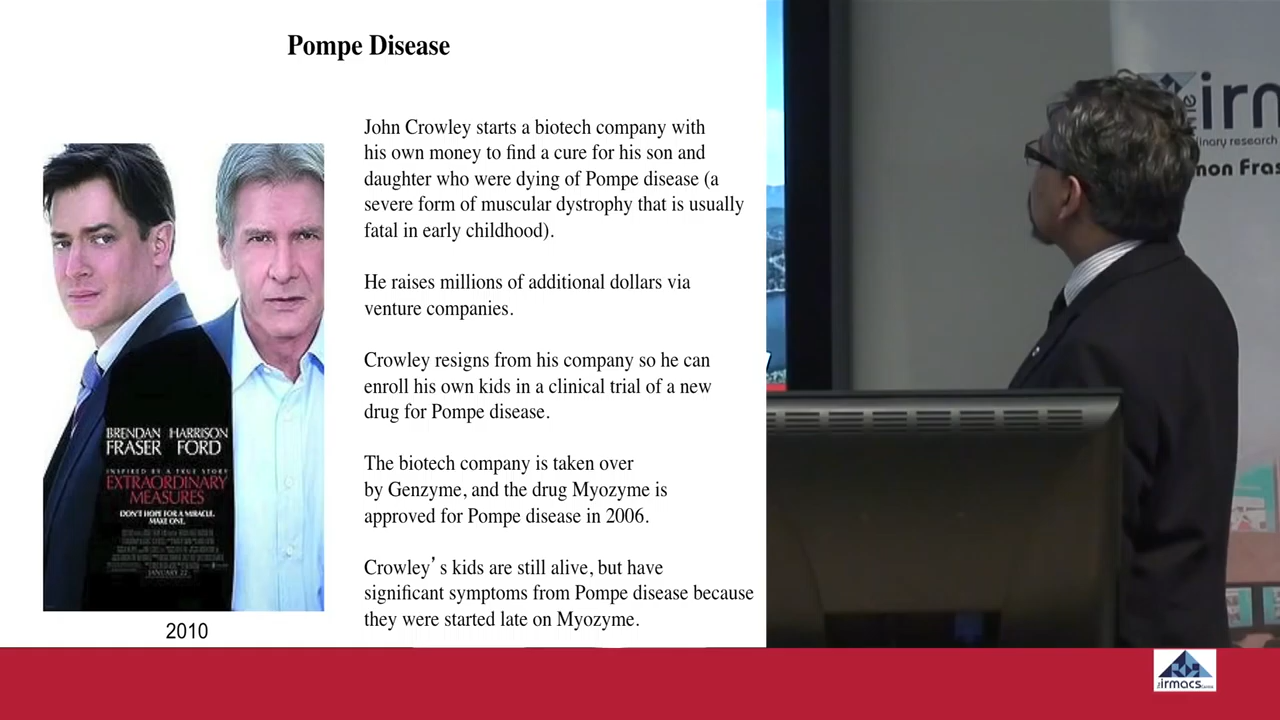 Pompe Disease
John Crowley starts a biotech company with
his own money to find a cure for his son and
daughter who were dying of Pompe disease (a
severe form of muscular dystrophy that is usually
fatal in early childhood).
He raises millions of additional dollars via
venture companies.
Crowley resigns from his company so he can
enroll his own kids in a clinical trial of a new
drug for Pompe disease.
The biotech company is taken over
by Genzyme, and the drug Myozyme is
approved for Pompe disease in 2006.
Crowley’s kids are still alive, but have
significant symptoms from Pompe disease because
they were started late on Myozyme.
BRENDAN HARRISON
FRASER FORD
INSPIRED BY A TRUE STORY
EXTRAORDINARY
MEASURES
DON'T HOPE FOR A MIRACLE.
MAKE ONE.
JANUARY 22
2010
the irm
linary research
mon Fras
irmacs